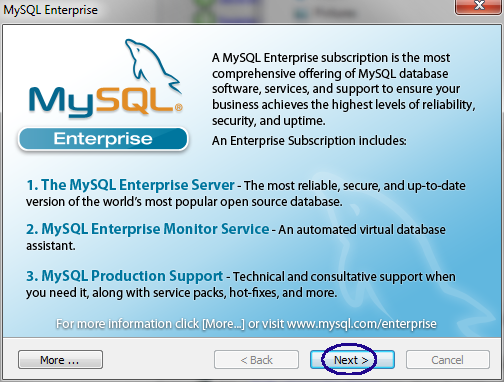 MySQL Enterprise
MySQL®
Enterprise
A MySQL Enterprise subscription is the most
comprehensive offering of MySQL database
software, services, and support to ensure your
business achieves the highest levels of reliability,
security, and uptime.
An Enterprise Subscription includes:
1. The MySQL Enterprise Server - The most reliable, secure, and up-to-date
version of the world's most popular open source database.
2. MySQL Enterprise Monitor Service - An automated virtual database
assistant.
3. MySQL Production Support - Technical and consultative support when
you need it, along with service packs, hot-fixes, and more.
For more information click [More...] or visit www.mysql.com/enterprise
More ...
< Back
Next >
Cancel